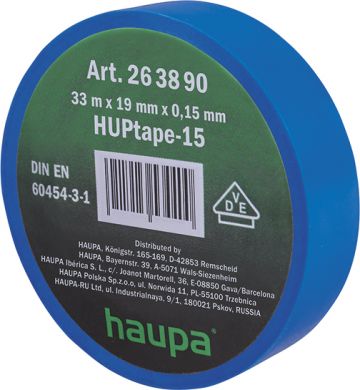 Art. 26 38 90
33 m x 19 mm x 0,15 mm
HUPtape-15
DIN EN
60454-3-1
VDE
Distributed by
HAUPA, Königstr. 165-169, D-42853 Remscheid
HAUPA, Bayernstr. 39, A-5071 Wals-Siezenheim
HAUPA Ibérica S. L., c/ Joanot Martorell, 36, E-08850 Gava/Barcelona
HAUPA Polska Sp.z.o.o, ul. Norwida 11, PL-55100 Trzebnica
HAUPA-RU Ltd, ul. Industrialnaya, 9/1, 180021 Pskov, RUSSIA
haupa®